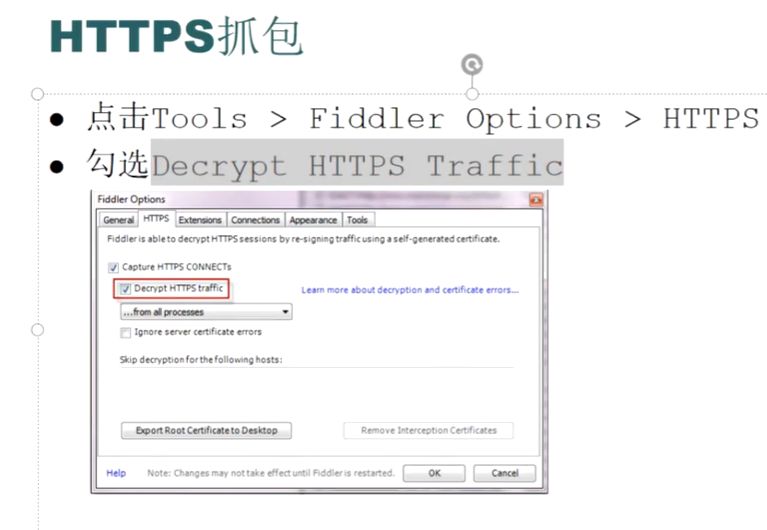 HTTPS抓包
● 点击Tools > Fiddler Options > HTTPS
● 勾选Decrypt HTTPS Traffic
Fiddler Options
General HTTPS Extensions Connections Appearance Tools
Fiddler is able to decrypt HTTPS sessions by re-signing traffic using a self-generated certificate.
Capture HTTPS CONNECTs
Decrypt HTTPS traffic Learn more about decryption and certificate errors...
...from all processes
Ignore server certificate errors
Skip decryption for the following hosts:
Export Root Certificate to Desktop Remove Interception Certificates
Help Note: Changes may not take effect until Fiddler is restarted. OK Cancel